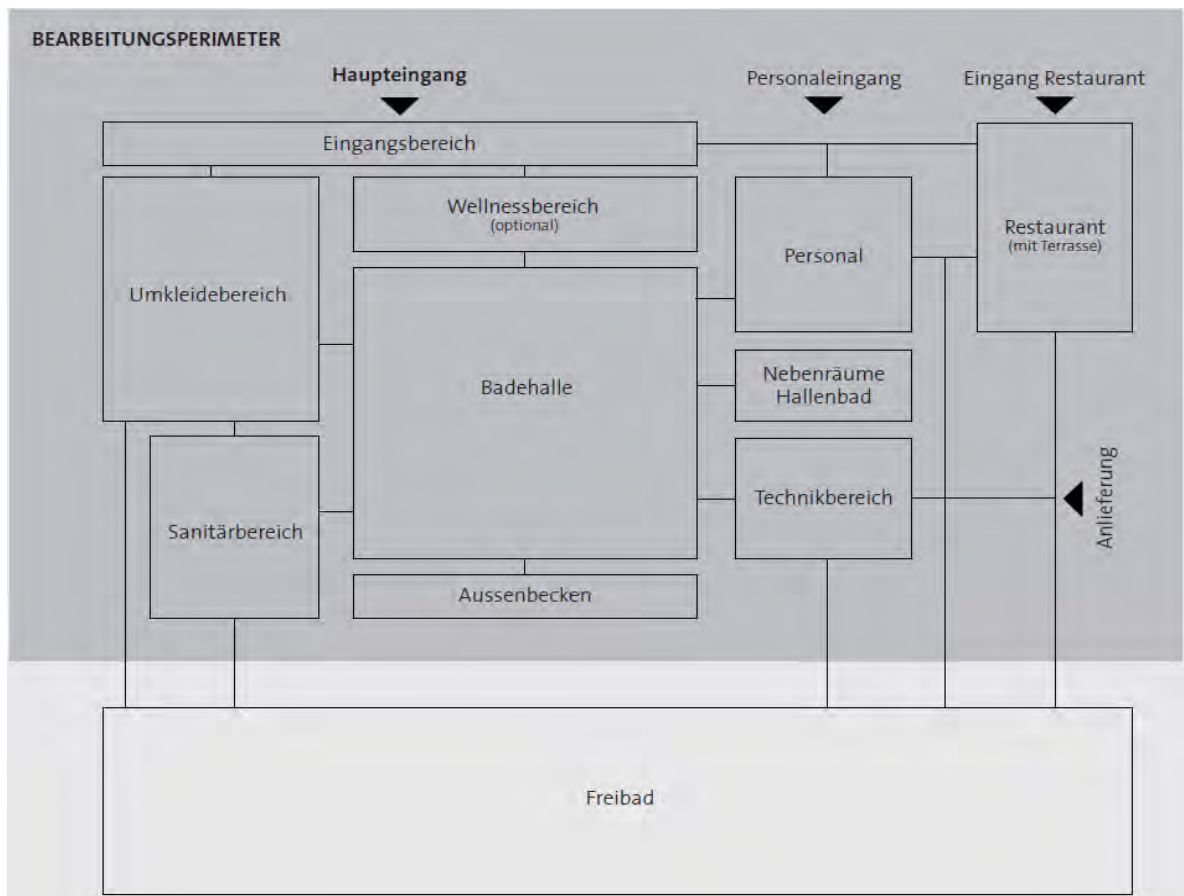 BEARBEITUNGSPERIMETER
Haupteingang
Personaleingang
Eingang Restaurant
Eingangsbereich
Wellnessbereich
(optional)
Personal
Restaurant
(mit Terrasse)
Umkleidebereich
Badehalle
Nebenräume
Hallenbad
Technikbereich
Anlieferung
Sanitärbereich
Aussenbecken
Freibad